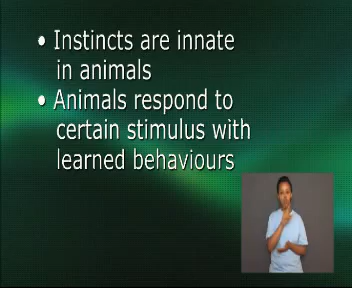 • Instincts are innate
in animals
• Animals respond to
certain stimulus with
learned behaviours